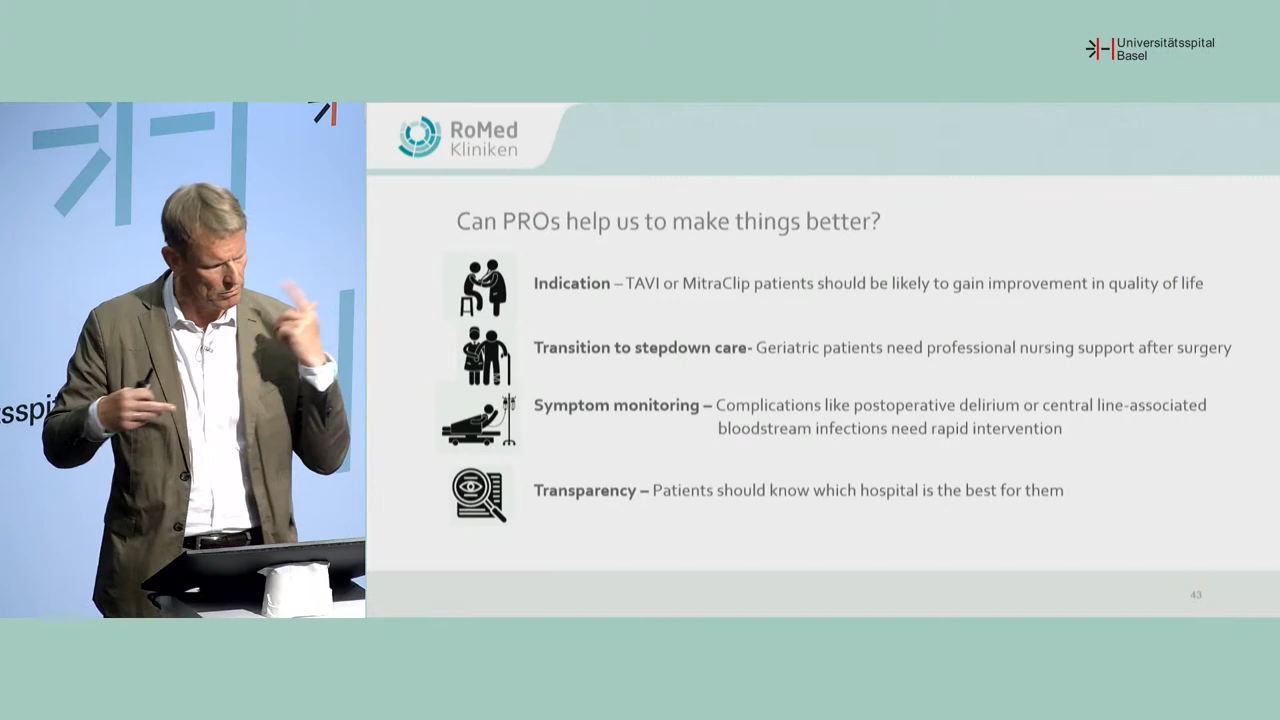 Universitätsspital
Basel
RoMed
Kliniken
Can PROs help us to make things better?
Indication – TAVI or MitraClip patients should be likely to gain improvement in quality of life
Transition to stepdown care- Geriatric patients need professional nursing support after surgery
Symptom monitoring – Complications like postoperative delirium or central line-associated
bloodstream infections need rapid intervention
Transparency – Patients should know which hospital is the best for them
43